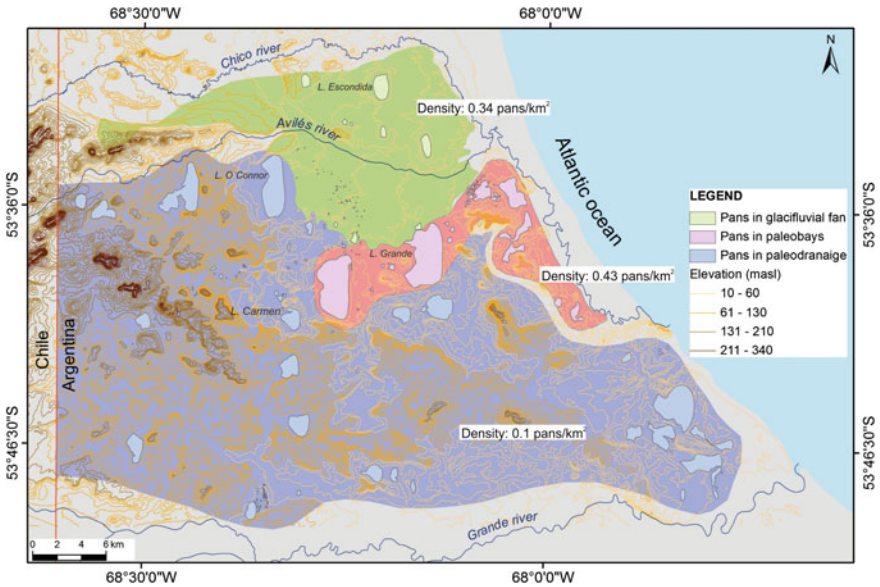 68°30'0"W
68°0'0"W
N
Chico river
L. Escondida
Density: 0.34 pans/km²
Avilés river
Atlantic ocean
L. O Connor
53°36'0"S
53°36'0"S
LEGEND
Pans in glacifluvial fan
Pans in paleobays
Pans in paleodranaige
Elevation (masl)
10 - 60
61 - 130
131 - 210
211 - 340
L. Grande
Density: 0.43 pans/km²
L. Carmen
Chile
Argentina
Density: 0.1 pans/km²
53°46'30"S
53°46'30"S
Grande river
0 2 4 6 km
68°30'0"W
68°0'0"W